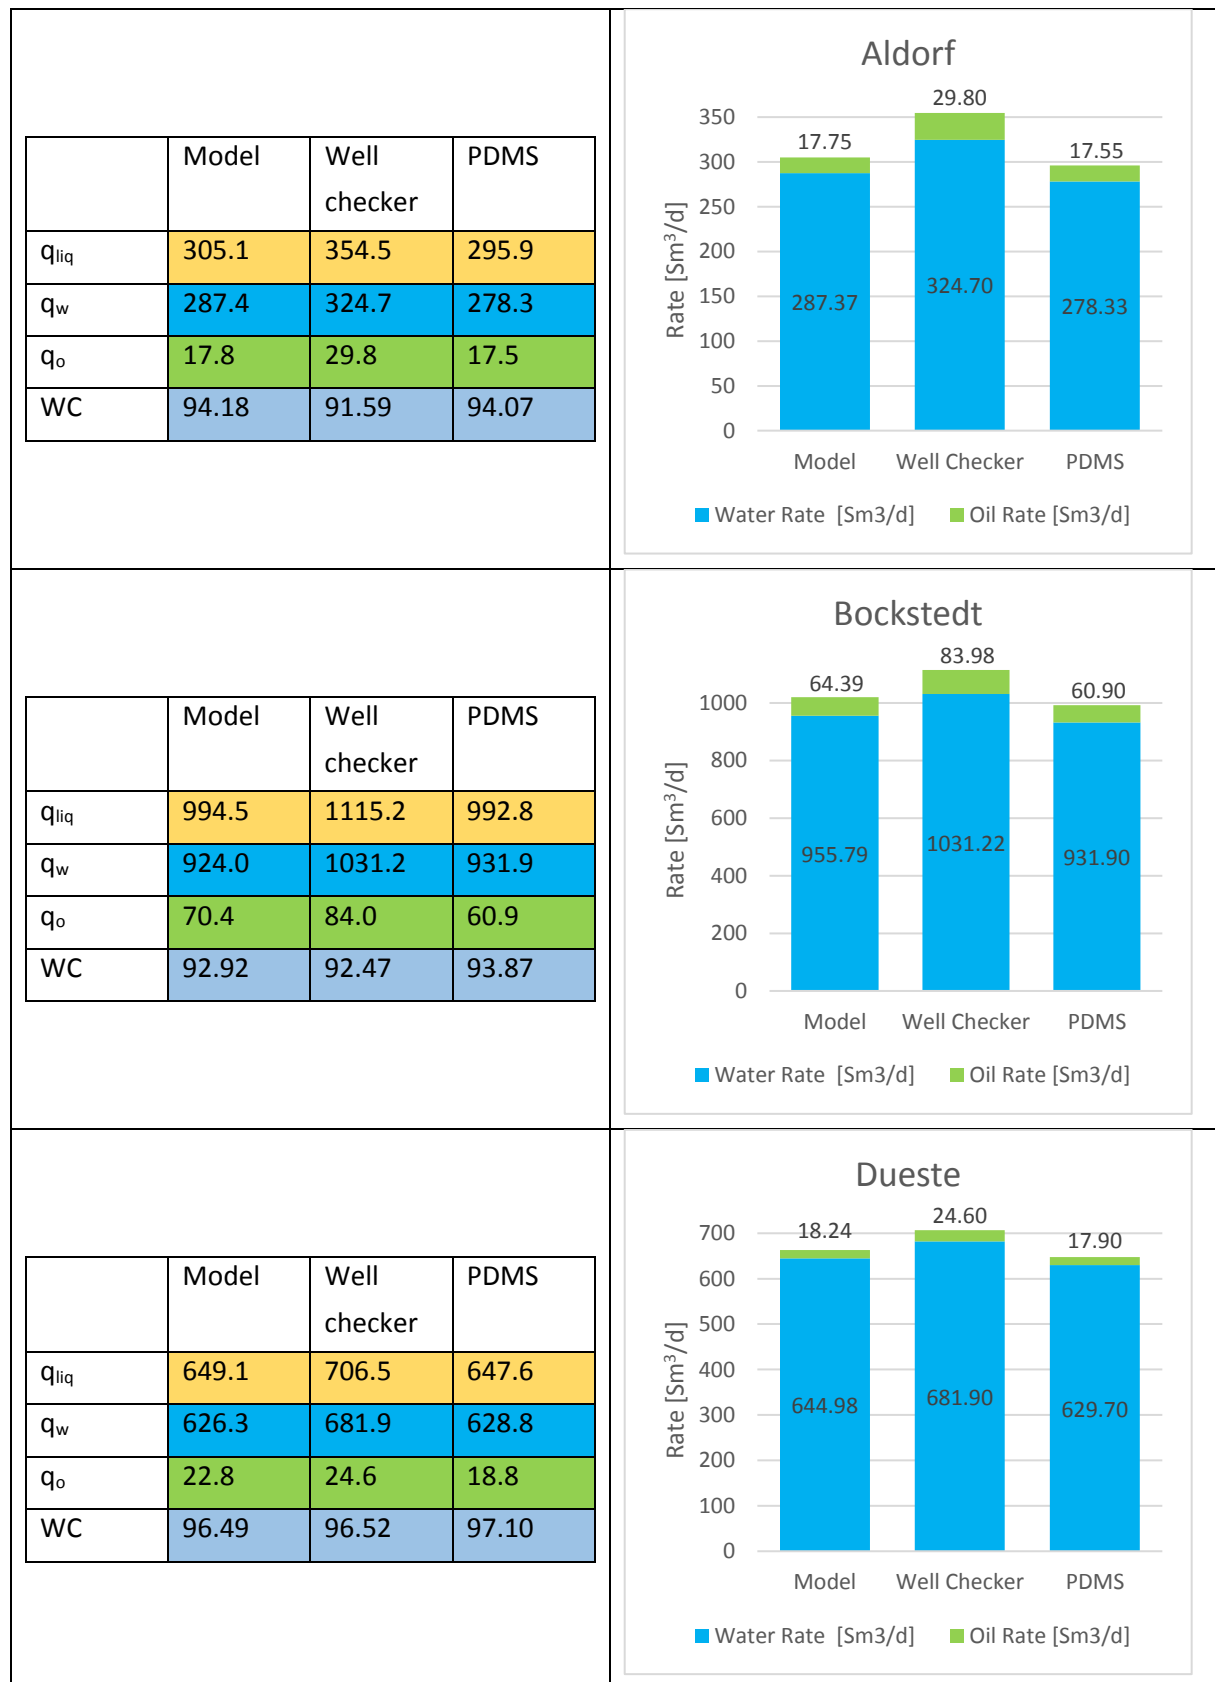 Model Well PDMS
checker
qliq 305.1 354.5 295.9
qw 287.4 324.7 278.3
qo 17.8 29.8 17.5
WC 94.18 91.59 94.07
Aldorf
29.80
350
17.75
17.55
300
250
200
150
100
50
0
Rate [Sm³/d]
287.37 324.70 278.33
Model Well Checker PDMS
Water Rate [Sm3/d] Oil Rate [Sm3/d]
Model Well PDMS
checker
qliq 994.5 1115.2 992.8
qw 924.0 1031.2 931.9
qo 70.4 84.0 60.9
WC 92.92 92.47 93.87
Bockstedt
83.98
64.39
60.90
1000
800
600
400
200
0
Rate [Sm³/d]
955.79 1031.22 931.90
Model Well Checker PDMS
Water Rate [Sm3/d] Oil Rate [Sm3/d]
Model Well PDMS
checker
qliq 649.1 706.5 647.6
qw 626.3 681.9 628.8
qo 22.8 24.6 18.8
WC 96.49 96.52 97.10
Dueste
24.60
18.24
17.90
700
600
500
400
300
200
100
0
Rate [Sm³/d]
644.98 681.90 629.70
Model Well Checker PDMS
Water Rate [Sm3/d] Oil Rate [Sm3/d]